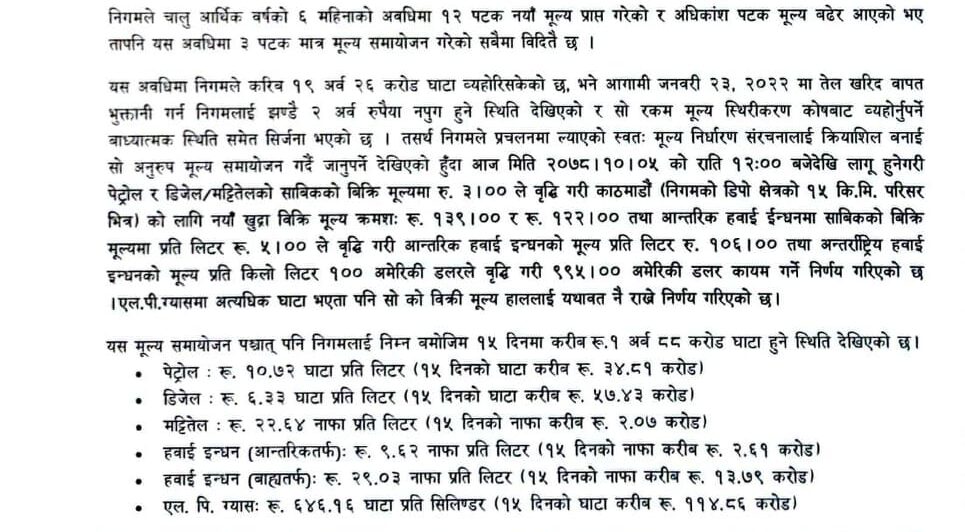 निगमले चालु आर्थिक वर्षको ६ महिनाको अवधिमा १२ पटक नयाँ मूल्य प्राप्त गरेको र अधिकांश पटक मूल्य बढेर आएको भए
तापनि यस अवधिमा ३ पटक मात्र मूल्य समायोजन गरेको सबैमा विदितै छ ।
यस अवधिमा निगमले करिव १९ अर्व २६ करोड घाटा व्यहोरिसकेको छ, भने आगामी जनवरी २३, २०२२ मा तेल खरिद वापत
भुक्तानी गर्न निगमलाई झण्डै २ अर्व रुपैया नपुग हुने स्थिति देखिएको र सो रकम मूल्य स्थिरीकरण कोषबाट व्यहोर्नुपर्ने
बाध्यात्मक स्थिति समेत सिर्जना भएको छ । तसर्थ निगमले प्रचलनमा ल्याएको स्वतः मूल्य निर्धारण संरचनालाई क्रियाशिल बनाई
सो अनुरुप मूल्य समायोजन गर्दै जानुपर्ने देखिएको हुँदा आज मिति २०७८।१०।०५ को राति १२:०० बजेदेखि लागू हुनेगरी
पेट्रोल र डिजेल/मट्टितेलको साबिकको बिक्रि मूल्यमा रु. ३।०० ले वृद्धि गरी काठमाडौं (निगमको डिपो क्षेत्रको १५ कि.मि. परिसर
भित्र) को लागि नयाँ खुद्रा विक्रि मूल्य क्रमशः रू. १३९।०० र रू. १२२।०० तथा आन्तरिक हवाई ईन्धनमा साबिकको बिक्रि
मूल्यमा प्रति लिटर रू. ५।०० ले वृद्धि गरी आन्तरिक हवाई इन्धनको मूल्य प्रति लिटर रु. १०६।०० तथा अन्तर्राष्ट्रिय हवाई
इन्धनको मूल्य प्रति किलो लिटर १०० अमेरिकी डलरले वृद्धि गरी ९९५।०० अमेरिकी डलर कायम गर्ने निर्णय गरिएको छ
।एल.पी.ग्यासमा अत्यधिक घाटा भएता पनि सो को विक्री मूल्य हाललाई यथावत नै राख्ने निर्णय गरिएको छ।
यस मूल्य समायोजन पश्चात् पनि निगमलाई निम्न वमोजिम १५ दिनमा करीब रू.१ अर्व ८८ करोड घाटा हुने स्थिति देखिएको छ।
• पेट्रोल : रू. १०.७२ घाटा प्रति लिटर (१५ दिनको घाटा करीब रू. ३४.८१ करोड)
• डिजेल : रू. ६.३३ घाटा प्रति लिटर (१५ दिनको घाटा करीब रू. ५७.४३ करोड)
• मट्टितेल : रू. २२.६४ नाफा प्रति लिटर (१५ दिनको नाफा करीब रू. २.०७ करोड)
• हवाई इन्धन (आन्तरिकतर्फ): रू. ९.६२ नाफा प्रति लिटर (१५ दिनको नाफा करीब रू. २.६१ करोड)
• हवाई इन्धन (बाह्यतर्फ): रू. २९.०३ नाफा प्रति लिटर (१५ दिनको नाफा करीब रू. १३.७९ करोड)
• एल. पि. ग्यास: रू. ६४६.१६ घाटा प्रति सिलिण्डर (१५ दिनको घाटा करीब रू. ११४.८६ करोड)